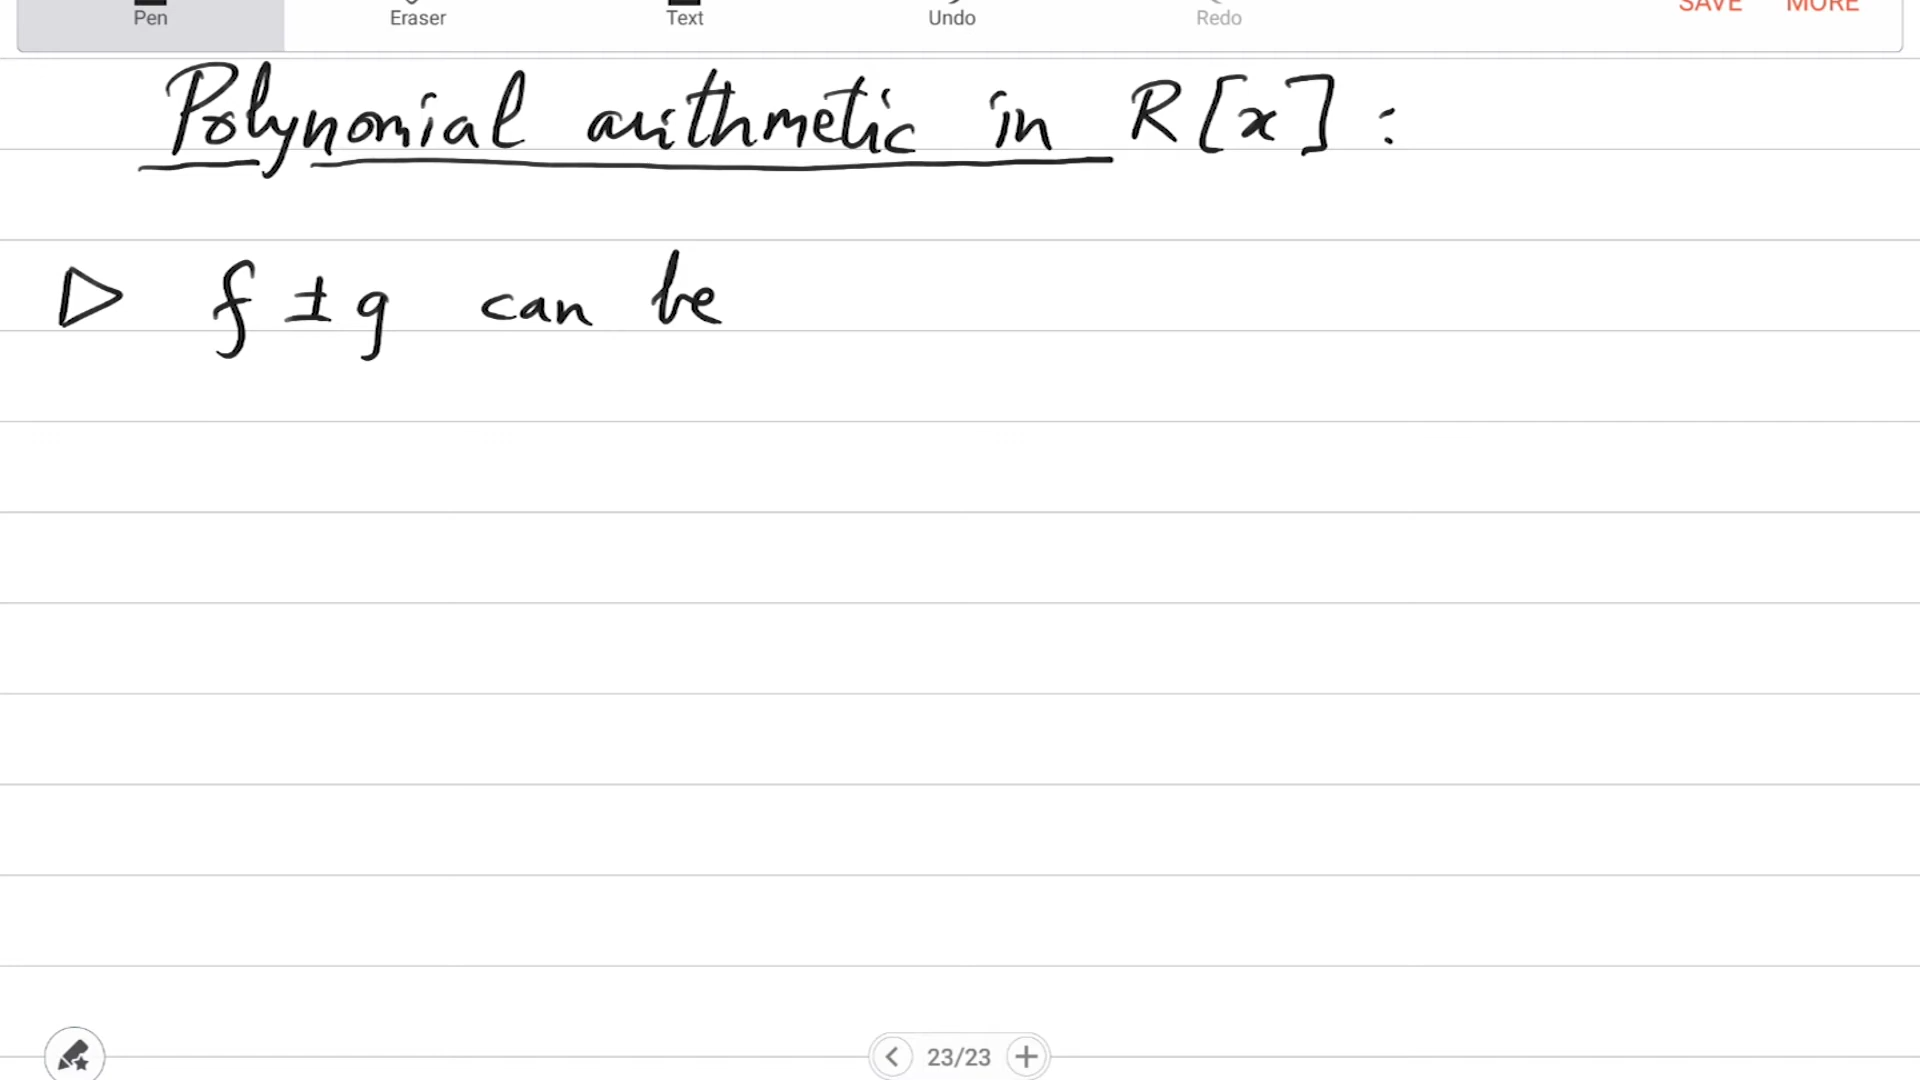 Pen Eraser Text Undo Redo SAVE MORE
Polynomial arithmetic in R[x] :
▷ f ± g can be
23/23